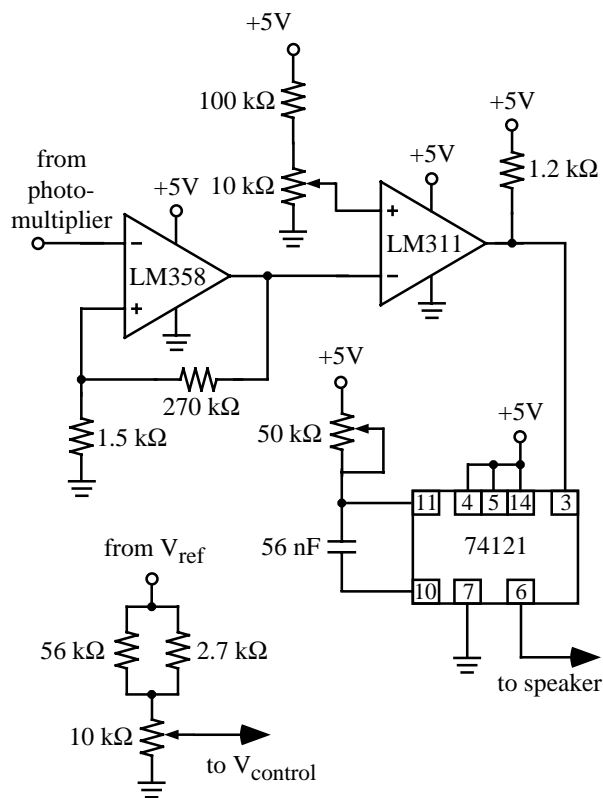 +5V
100 kΩ
10 kΩ
+5V
+5V
1.2 kΩ
from
photo-
multiplier
+5V
−
LM358
+
+
LM311
−
270 kΩ
1.5 kΩ
+5V
50 kΩ
56 nF
+5V
11
4
5
14
3
74121
10
7
6
to speaker
from Vref
56 kΩ
2.7 kΩ
10 kΩ
to Vcontrol